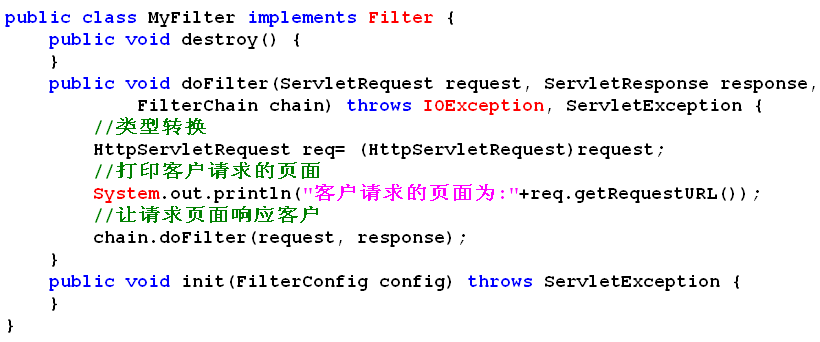 public class MyFilter implements Filter {
    public void destroy() {
    }
    public void doFilter(ServletRequest request, ServletResponse response,
            FilterChain chain) throws IOException, ServletException {
        //类型转换
        HttpServletRequest req= (HttpServletRequest)request;
        //打印客户请求的页面
        System.out.println("客户请求的页面为:"+req.getRequestURL());
        //让请求页面响应客户
        chain.doFilter(request, response);
    }
    public void init(FilterConfig config) throws ServletException {
    }
}